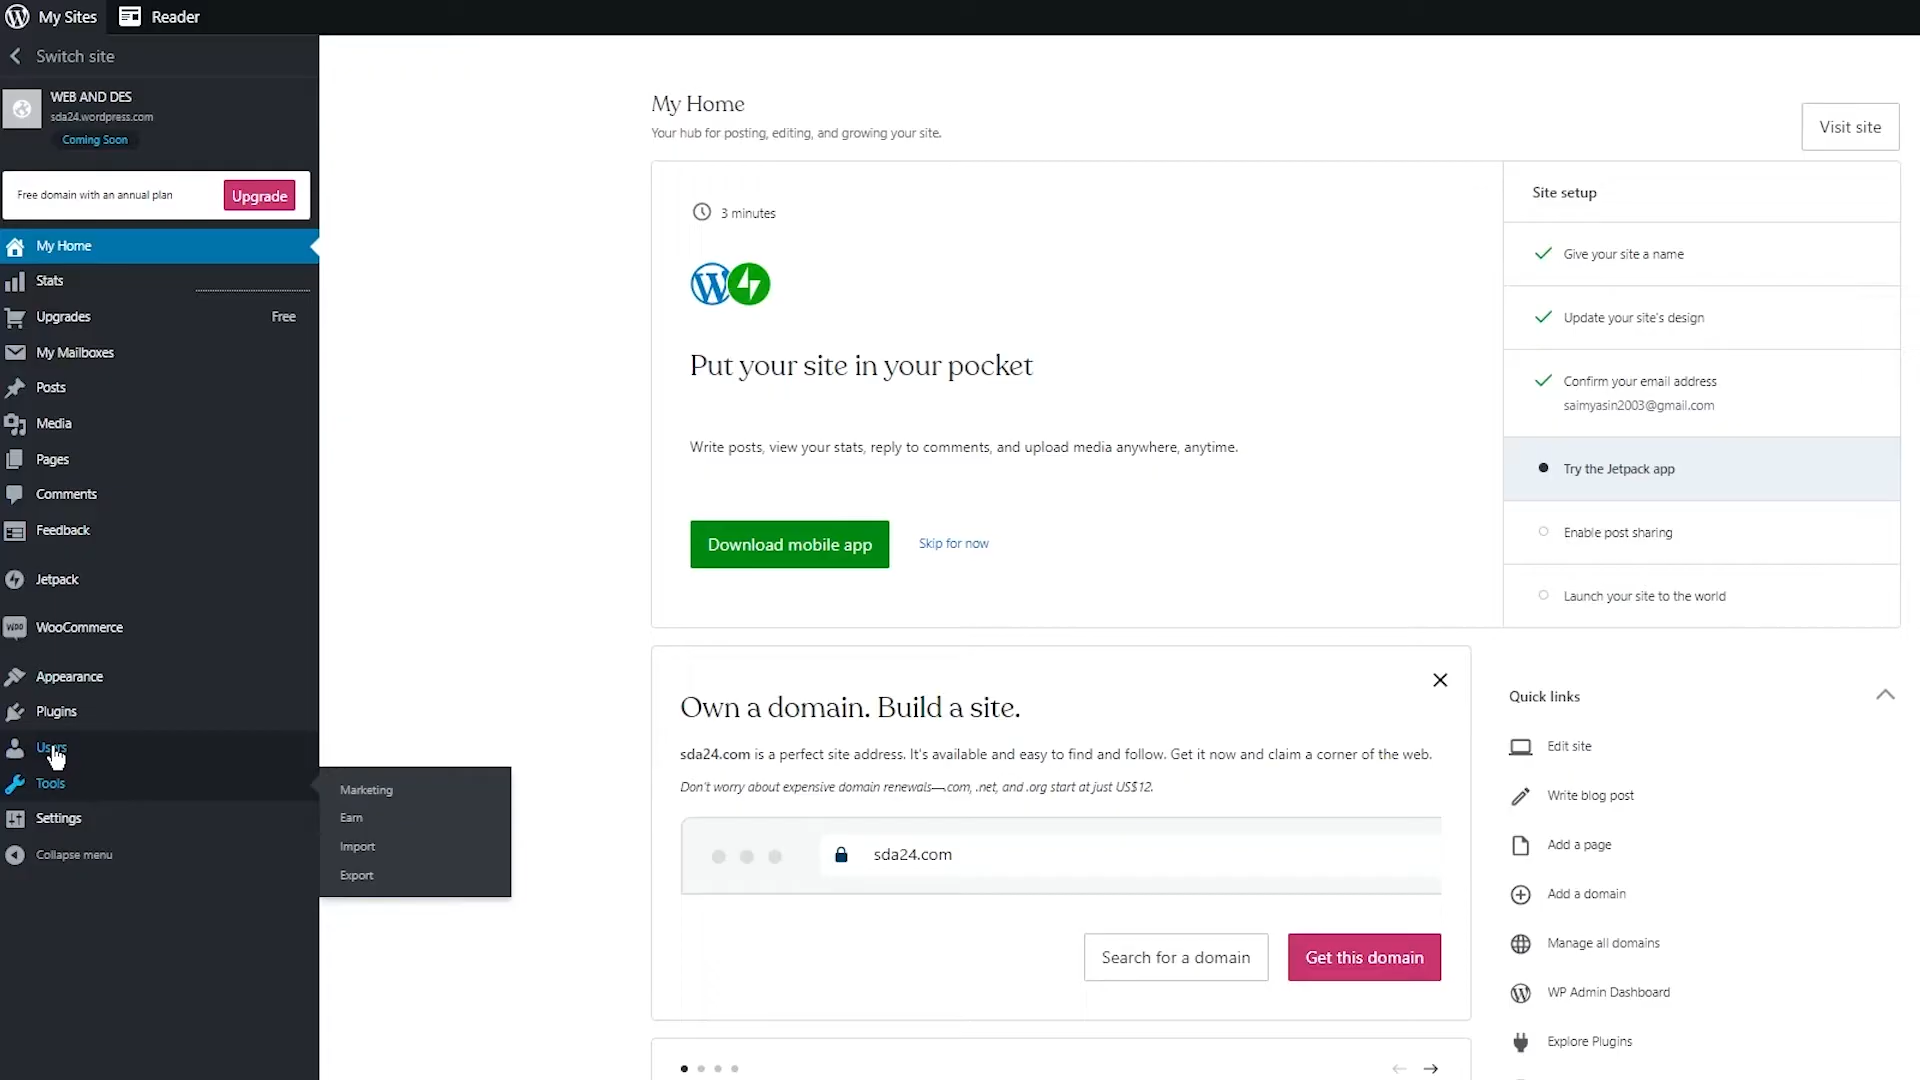 My Sites
Reader
Switch site
WEB AND DES
sda24.wordpress.com
Coming Soon
Free domain with an annual plan
Upgrade
My Home
Stats
Upgrades
Free
My Mailboxes
Posts
Media
Pages
Comments
Feedback
Jetpack
WooCommerce
Appearance
Plugins
Users
Tools
Settings
Collapse menu
Marketing
Earn
Import
Export
My Home
Your hub for posting, editing, and growing your site.
Visit site
3 minutes
Put your site in your pocket
Write posts, view your stats, reply to comments, and upload media anywhere, anytime.
Download mobile app
Skip for now
Site setup
Give your site a name
Update your site's design
Confirm your email address
saimyasin2003@gmail.com
Try the Jetpack app
Enable post sharing
Launch your site to the world
Own a domain. Build a site.
sda24.com is a perfect site address. It's available and easy to find and follow. Get it now and claim a corner of the web.
Don't worry about expensive domain renewals—.com, .net, and .org start at just US$12.
sda24.com
Search for a domain
Get this domain
Quick links
Edit site
Write blog post
Add a page
Add a domain
Manage all domains
WP Admin Dashboard
Explore Plugins